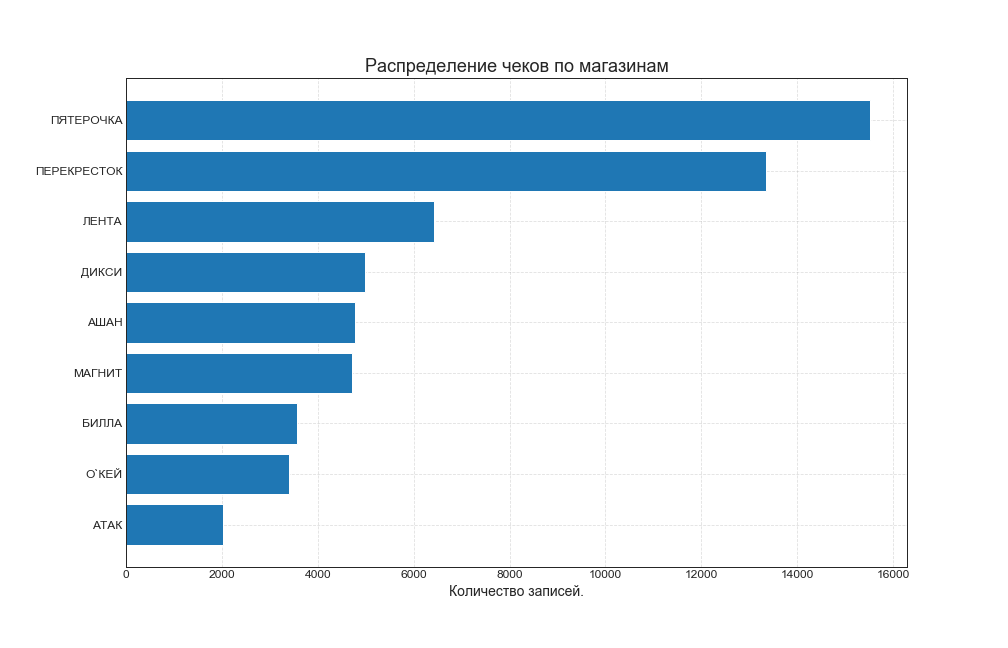 Распределение чеков по магазинам
ПЯТЕРОЧКА
ПЕРЕКРЕСТОК
ЛЕНТА
ДИКСИ
АШАН
МАГНИТ
БИЛЛА
О`КЕЙ
АТАК
0 2000 4000 6000 8000 10000 12000 14000 16000
Количество записей.